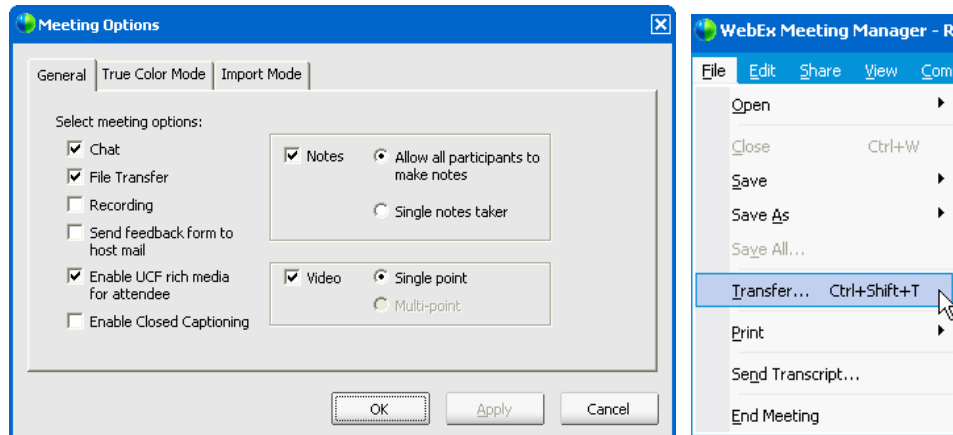 Meeting Options
General True Color Mode Import Mode
Select meeting options:
Chat
File Transfer
Recording
Send feedback form to
host mail
Enable UCF rich media
for attendee
Enable Closed Captioning
Notes
Allow all participants to
make notes
Single notes taker
Video
Single point
Multi-point
OK Apply Cancel
WebEx Meeting Manager - R
File Edit Share View Com
Open
Close Ctrl+W
Save
Save As
Save All...
Transfer... Ctrl+Shift+T
Print
Send Transcript...
End Meeting